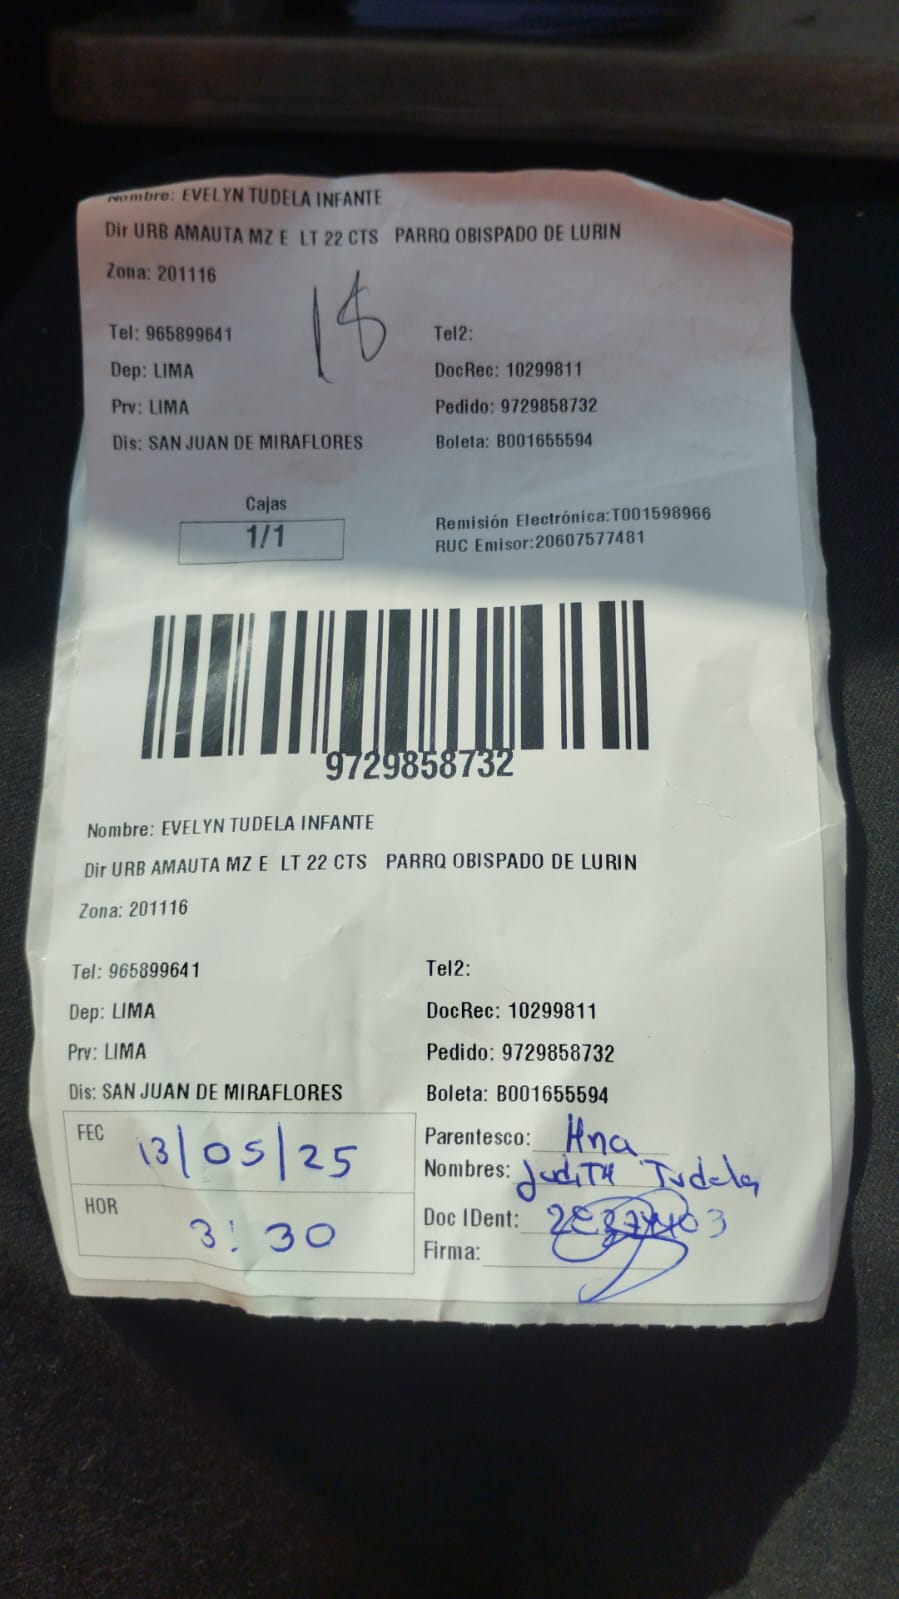 Nombre: EVELYN TUDELA INFANTE
Dir URB AMAUTA MZ E LT 22 CTS PARRQ OBISPADO DE LURIN
Zona: 201116
18
Tel: 965899641 Tel2:
Dep: LIMA DocRec: 10299811
Prv: LIMA Pedido: 9729858732
Dis: SAN JUAN DE MIRAFLORES Boleta: B001655594
Cajas
1/1
Remisión Electrónica:T001598966
RUC Emisor:20607577481
9729858732
Nombre: EVELYN TUDELA INFANTE
Dir URB AMAUTA MZ E LT 22 CTS PARRQ OBISPADO DE LURIN
Zona: 201116
Tel: 965899641 Tel2:
Dep: LIMA DocRec: 10299811
Prv: LIMA Pedido: 9729858732
Dis: SAN JUAN DE MIRAFLORES Boleta: B001655594
FEC 13/05/25
HOR 3:30
Parentesco: Hna
Nombres: JudiTH Tudela
Doc IDent:
Firma: